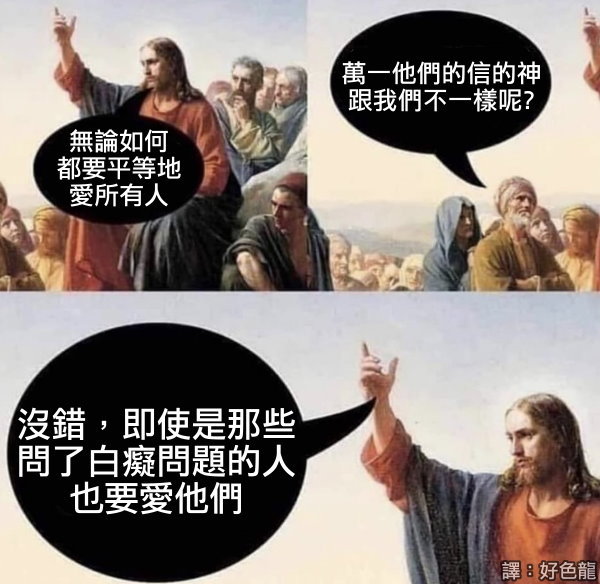 無論如何
都要平等地
愛所有人
萬一他們的信的神
跟我們不一樣呢?
沒錯，即使是那些
問了白癡問題的人
也要愛他們
譯：好色龍